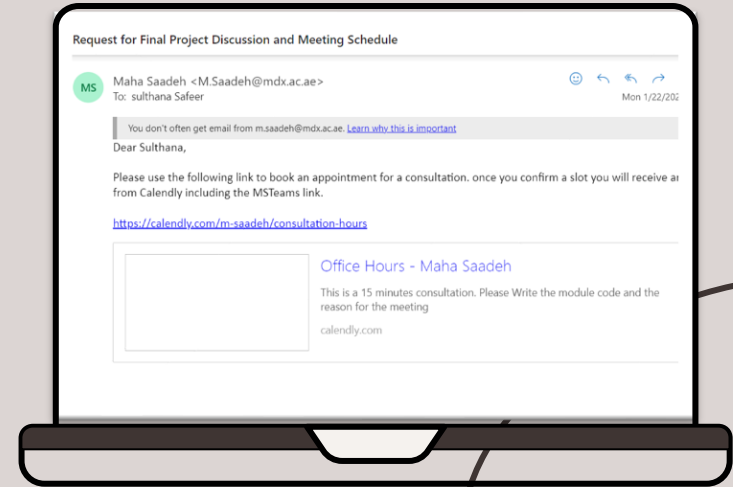 Request for Final Project Discussion and Meeting Schedule
MS
Maha Saadeh <M.Saadeh@mdx.ac.ae>
To: sulthana Safeer
Mon 1/22/202
You don't often get email from m.saadeh@mdx.ac.ae. Learn why this is important
Dear Sulthana,
Please use the following link to book an appointment for a consultation. once you confirm a slot you will receive
from Calendly including the MSTeams link.
https://calendly.com/m-saadeh/consultation-hours
Office Hours - Maha Saadeh
This is a 15 minutes consultation. Please Write the module code and the
reason for the meeting
calendly.com